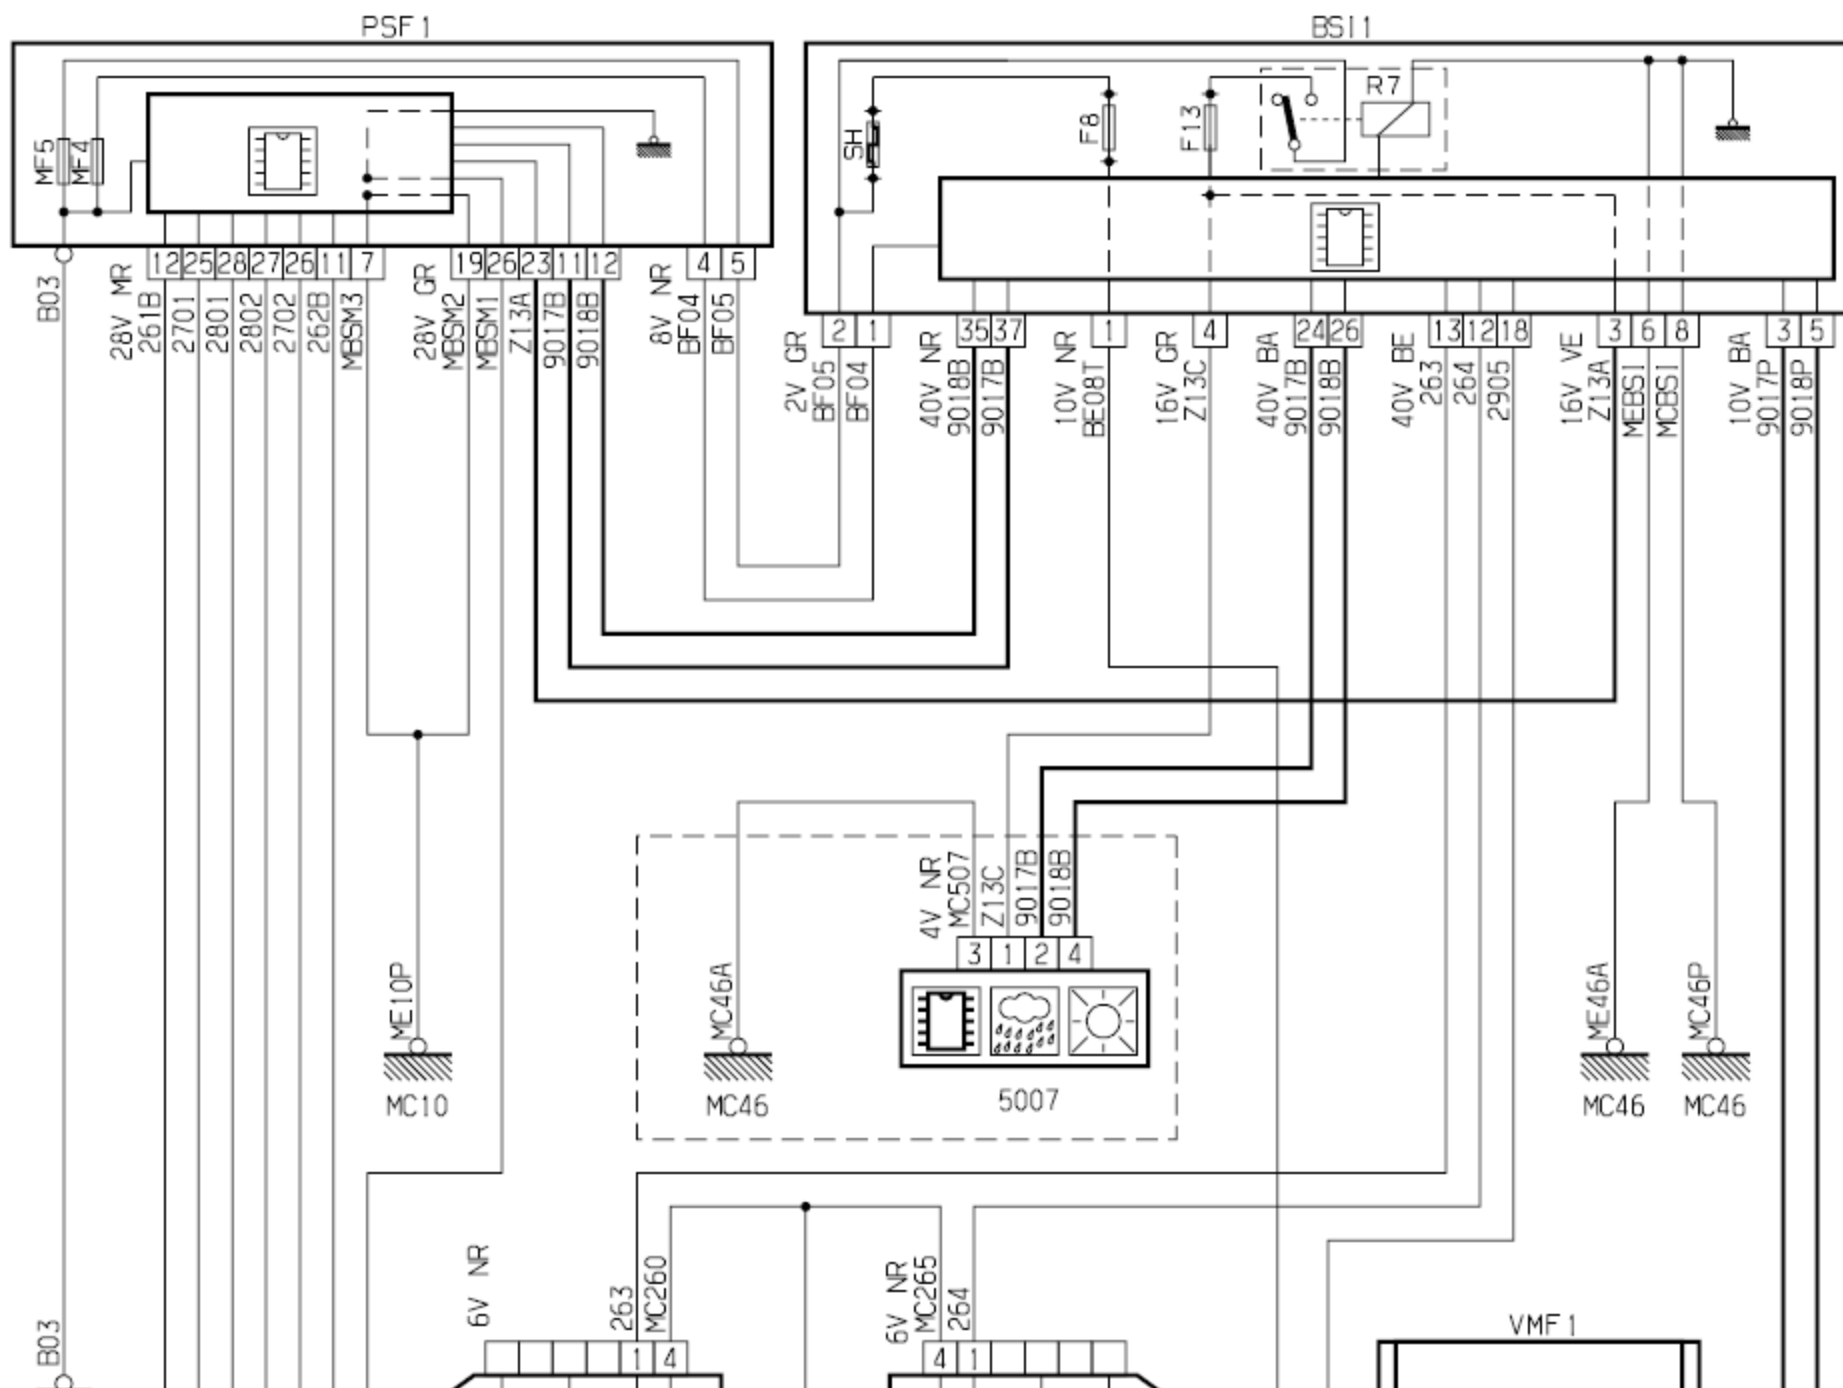 PSF1
BSI1
MF5
MF4
SH
F8
F13
R7
12 25 28 27 26 11 7
19 26 23 11 12
4 5
B03
28V MR
261B
2701
2801
2802
2702
262B
MBSM3
28V GR
MBSM2
MBSM1
Z13A
9017B
9018B
8V NR
BF04
BF05
2 1
35 37
1
4
24 26
13 12 18
3 6 8
3 5
2V GR
BF05
BF04
40V NR
9018B
9017B
10V NR
BE08T
16V GR
Z13C
40V BA
9017B
9018B
40V BE
263
264
2905
16V VE
Z13A
MEBSI
MCBSI
10V BA
9017P
9018P
4V NR
MC507
Z13C
9017B
9018B
3 1 2 4
ME10P
MC46A
ME46A
MC46P
MC10
MC46
5007
MC46
MC46
6V NR
263
MC260
6V NR
MC265
264
B03
VMF1
1 4
4 1